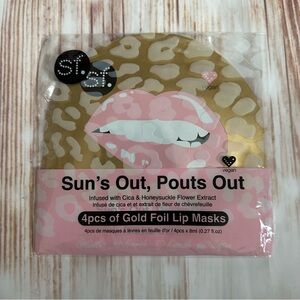 sf.
sf.
vegan
Sun's Out, Pouts Out
Infused with Cica & Honeysuckle Flower Extract
Infusé de cica et et extrait de fleur de chèvrefeuille
4pcs of Gold Foil Lip Masks
4pcs de masques à lèvres en feuille d'or / 4pcs x 8ml (0.27 fl.oz)